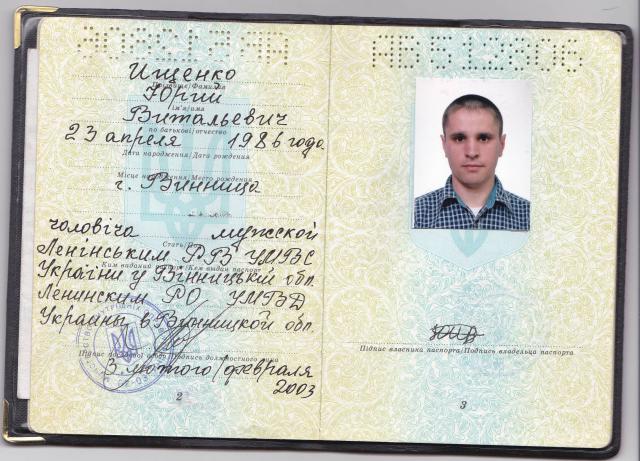 Ищенко
Прізвище/Фамилия
Юрий
ім'я/имя
Витальевич
по батькові/отчество
23 апреля 1986 года
Дата народження/Дата рождения
Місце народження/Место рождения
г. Винница
чоловіча мужской
Стать/Пол
Ленінським РВ УМВС
Ким виданий паспорт/Кем выдан паспорт
України у Вінницькій обл.
Ленинским РО УМВД
Украины в Винницкой обл.
Підпис посадової особи/Подпись должностного лица
3 лютого/февраля
2003
2
Підпис власника паспорта/Подпись владельца паспорта
3